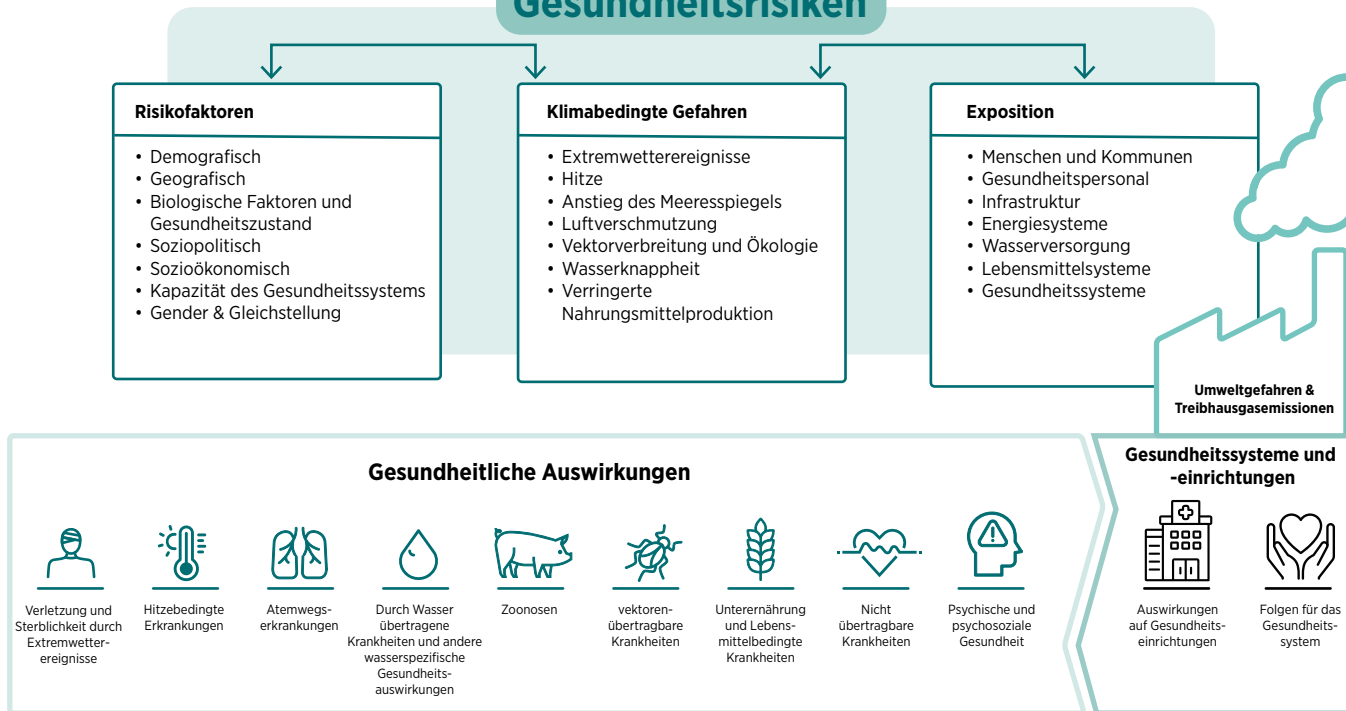 Gesundheitsrisiken
Risikofaktoren
• Demografisch
• Geografisch
• Biologische Faktoren und
Gesundheitszustand
• Soziopolitisch
• Sozioökonomisch
• Kapazität des Gesundheitssystems
• Gender & Gleichstellung
Klimabedingte Gefahren
• Extremwetterereignisse
• Hitze
• Anstieg des Meeresspiegels
• Luftverschmutzung
• Vektorverbreitung und Ökologie
• Wasserknappheit
• Verringerte
Nahrungsmittelproduktion
Exposition
• Menschen und Kommunen
• Gesundheitspersonal
• Infrastruktur
• Energiesysteme
• Wasserversorgung
• Lebensmittelsysteme
• Gesundheitssysteme
Umweltgefahren &
Treibhausgasemissionen
Gesundheitliche Auswirkungen
Verletzung und
Sterblichkeit durch
Extremwetter-
ereignisse
Hitzebedingte
Erkrankungen
Atemwegs-
erkrankungen
Durch Wasser
übertragene
Krankheiten und andere
wasserspezifische
Gesundheits-
auswirkungen
Zoonosen
vektoren-
übertragbare
Krankheiten
Unterernährung
und Lebens-
mittelbedingte
Krankheiten
Nicht
übertragbare
Krankheiten
Psychische und
psychosoziale
Gesundheit
Gesundheitssysteme und
-einrichtungen
Auswirkungen
auf Gesundheits-
einrichtungen
Folgen für das
Gesundheits-
system